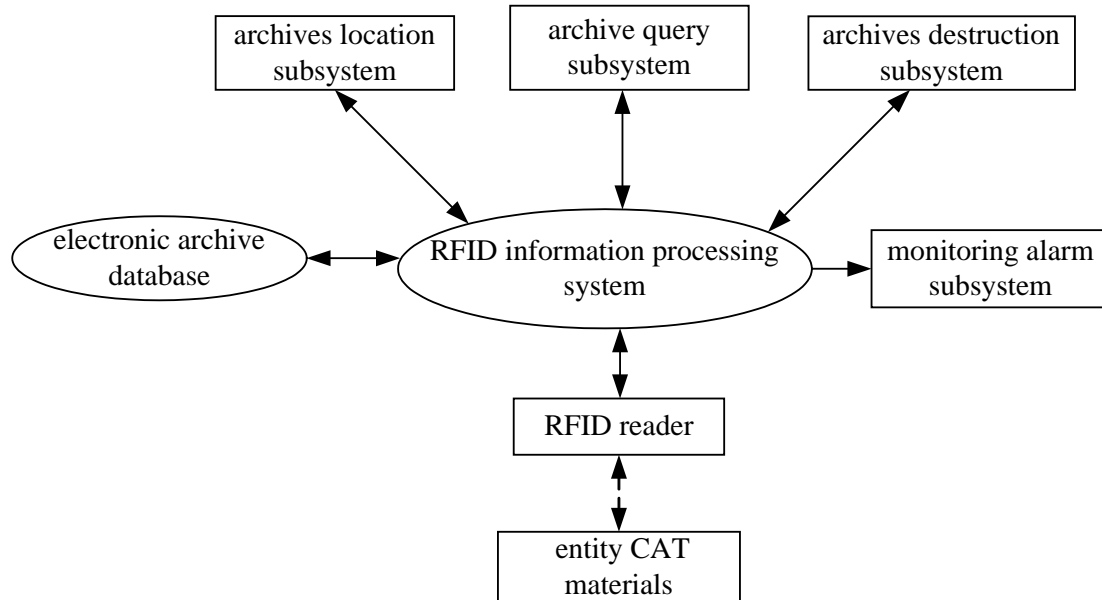 archives location
subsystem
archive query
subsystem
archives destruction
subsystem
electronic archive
database
RFID information processing
system
monitoring alarm
subsystem
RFID reader
entity CAT
materials